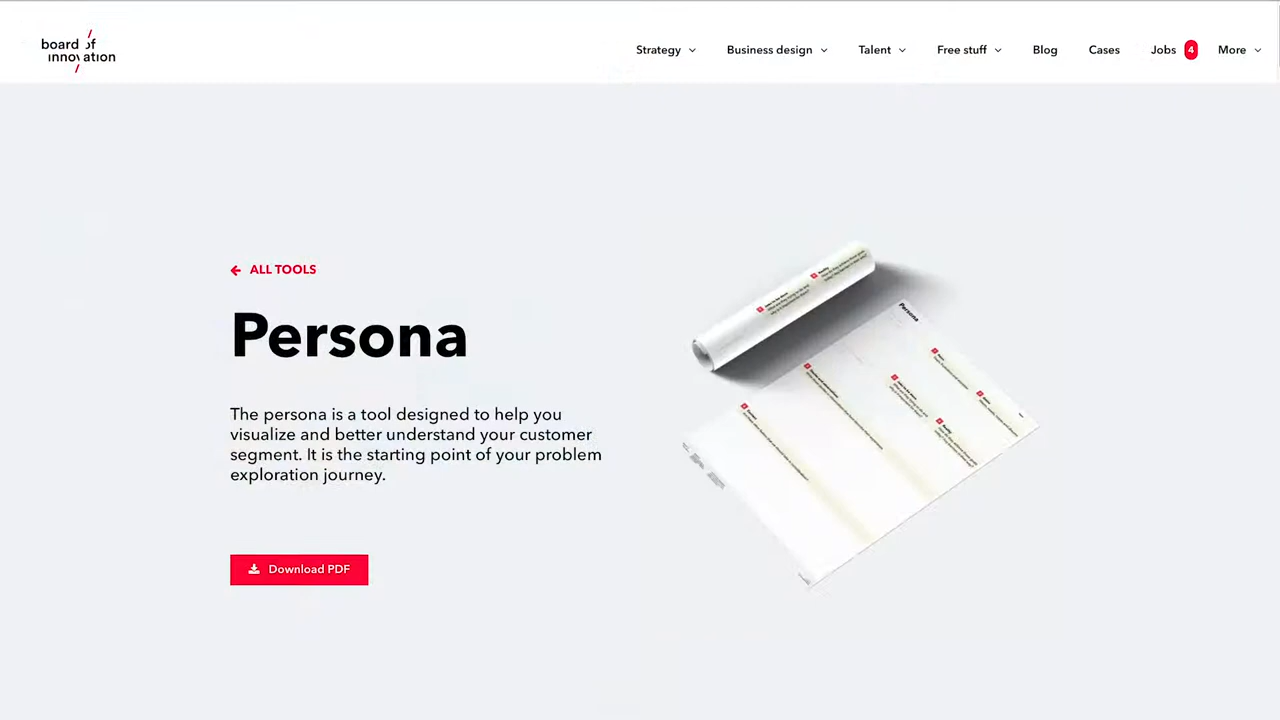 board of
innovation
Strategy
Business design
Talent
Free stuff
Blog
Cases
Jobs 4
More
ALL TOOLS
Persona
The persona is a tool designed to help you
visualize and better understand your customer
segment. It is the starting point of your problem
exploration journey.
Download PDF
Persona